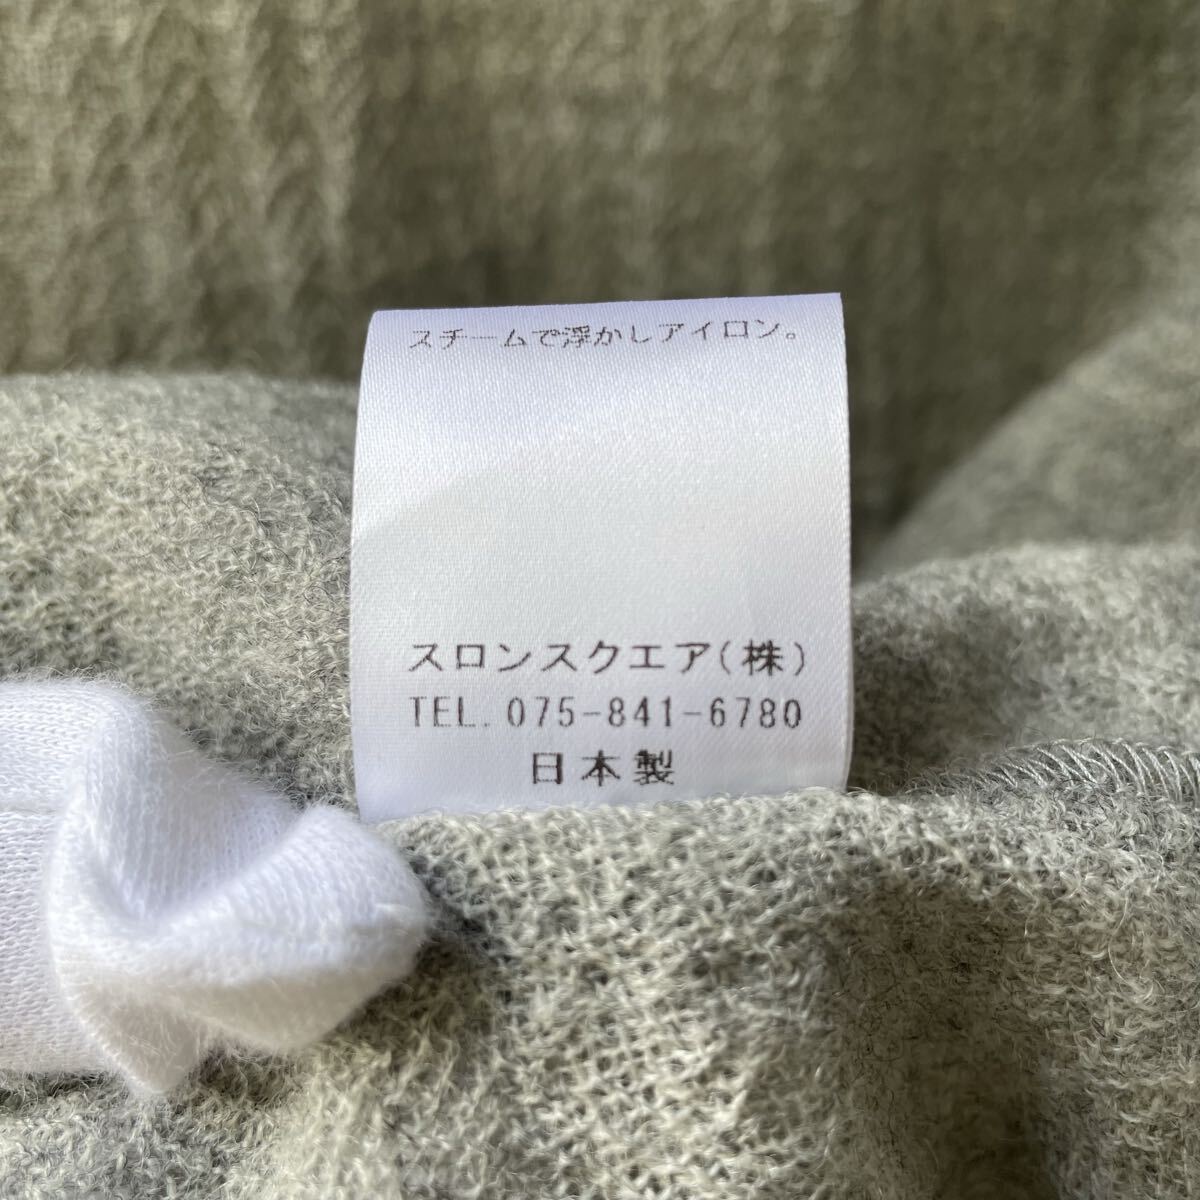 スチームで浮かしアイロン。
スロンスクエア(株)
TEL. 075-841-6780
日本製